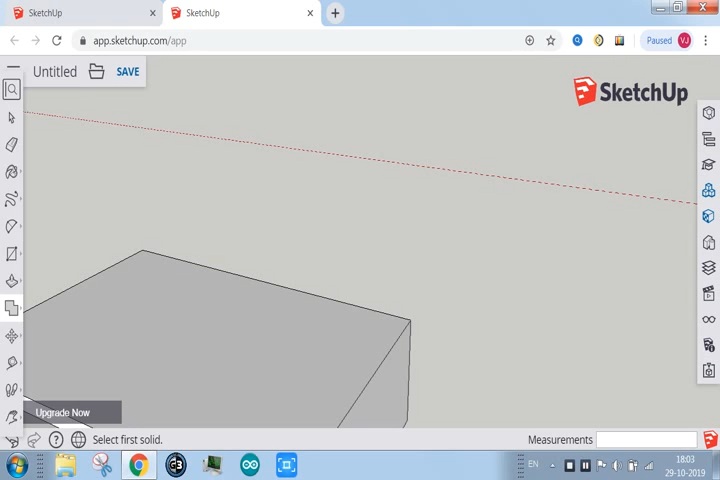 SketchUp
SketchUp
app.sketchup.com/app
Paused
VJ
Untitled
SAVE
SketchUp
Upgrade Now
Select first solid.
Measurements
EN
18:03
29-10-2019